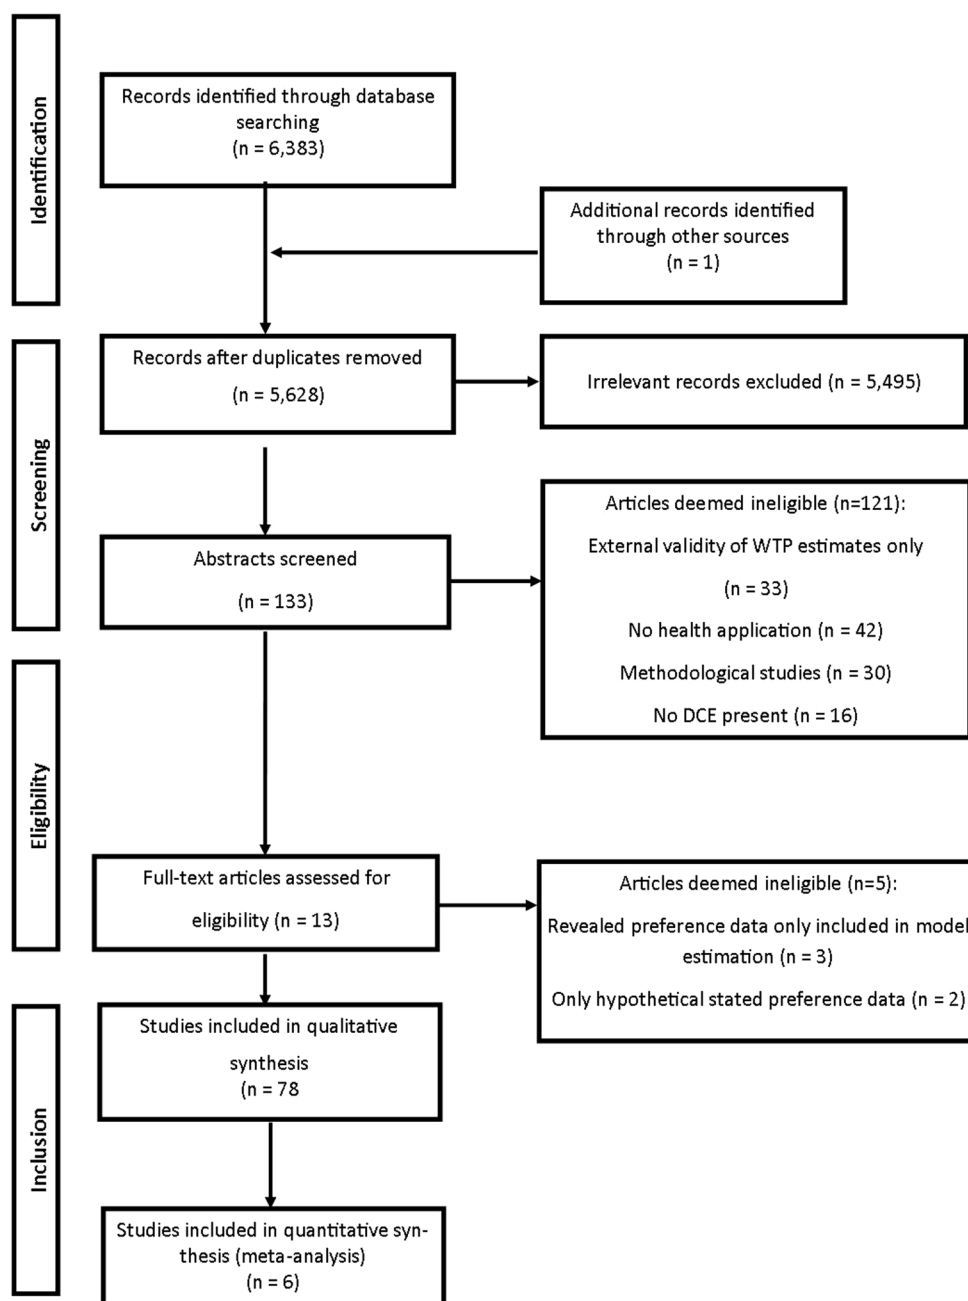 Identification
Records identified through database
searching
(n = 6,383)
Additional records identified
through other sources
(n = 1)
Screening
Records after duplicates removed
(n = 5,628)
Irrelevant records excluded (n = 5,495)
Abstracts screened
(n = 133)
Articles deemed ineligible (n=121):
External validity of WTP estimates only
(n = 33)
No health application (n = 42)
Methodological studies (n = 30)
No DCE present (n = 16)
Eligibility
Full-text articles assessed for
eligibility (n = 13)
Articles deemed ineligible (n=5):
Revealed preference data only included in model
estimation (n = 3)
Only hypothetical stated preference data (n = 2)
Inclusion
Studies included in qualitative
synthesis
(n = 78
Studies included in quantitative syn-
thesis (meta-analysis)
(n = 6)